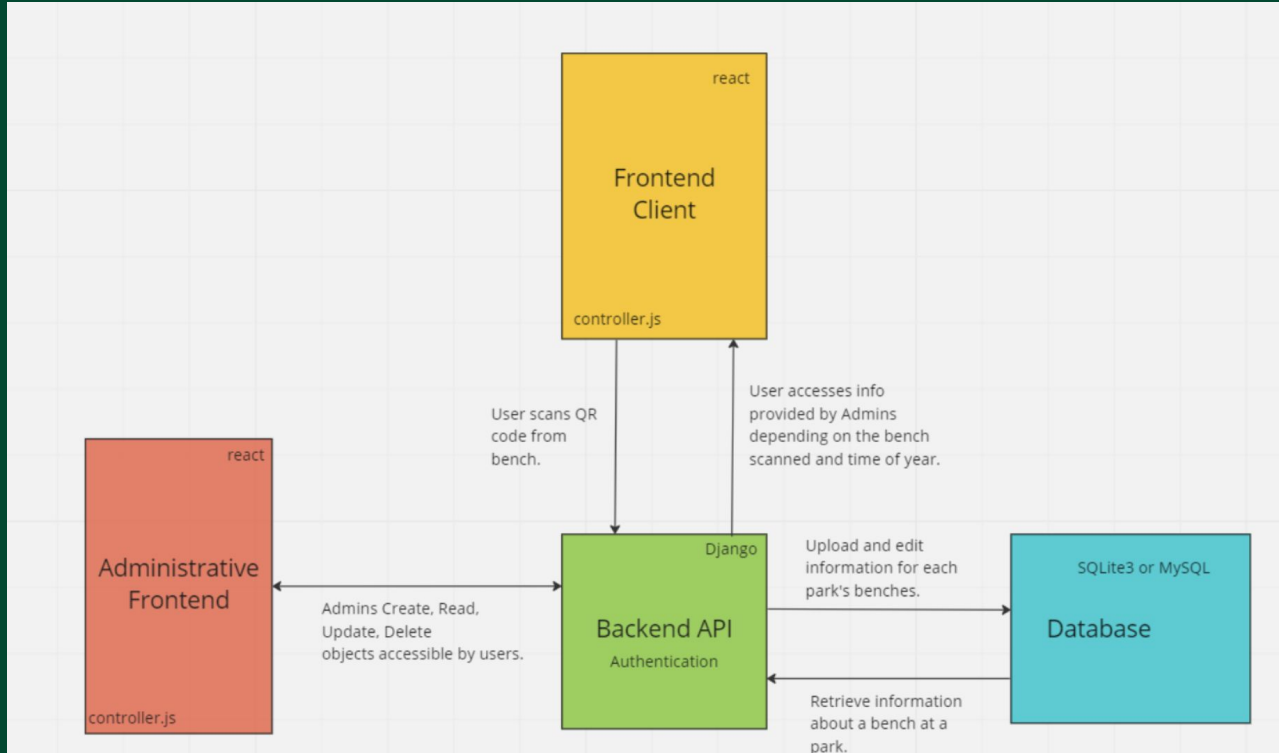 react
Frontend
Client
controller.js
User scans QR
code from
bench.
User accesses info
provided by Admins
depending on the bench
scanned and time of year.
react
Administrative
Frontend
controller.js
Admins Create, Read,
Update, Delete
objects accessible by users.
Django
Backend API
Authentication
Upload and edit
information for each
park's benches.
SQLite3 or MySQL
Database
Retrieve information
about a bench at a
park.